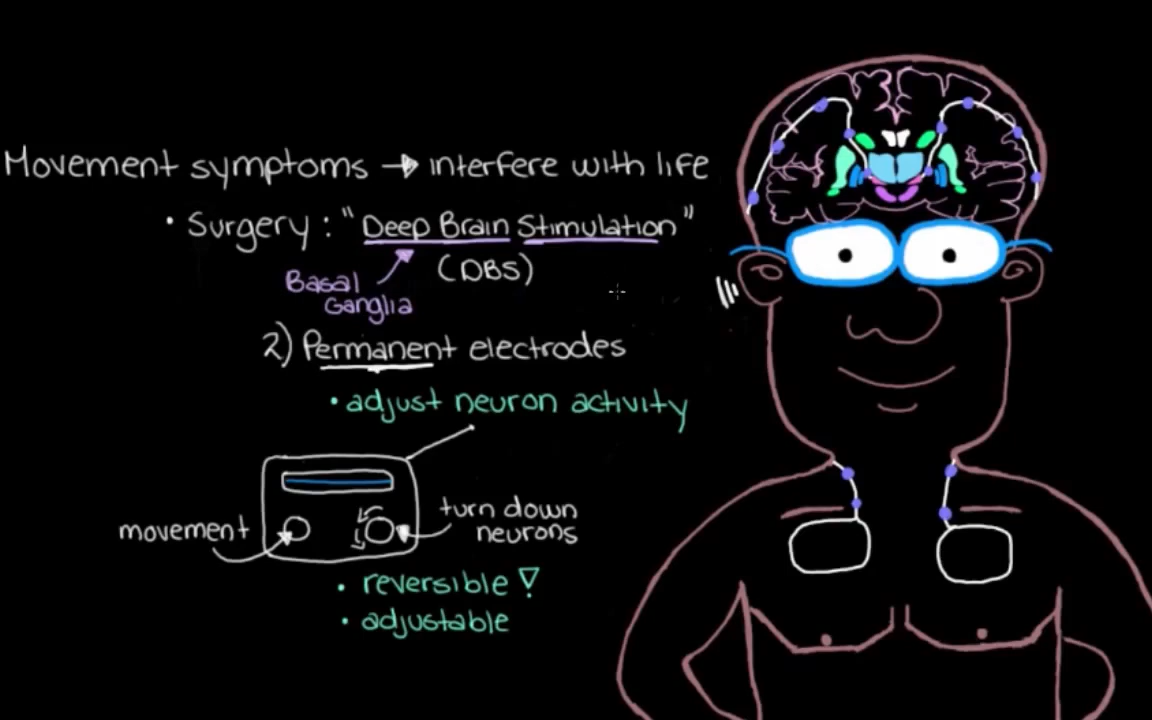 Movement symptoms → interfere with life
• Surgery: "Deep Brain Stimulation"
(DBS)
Basal
Ganglia
2) Permanent electrodes
• adjust neuron activity
movement
turn down
neurons
• reversible!
• adjustable